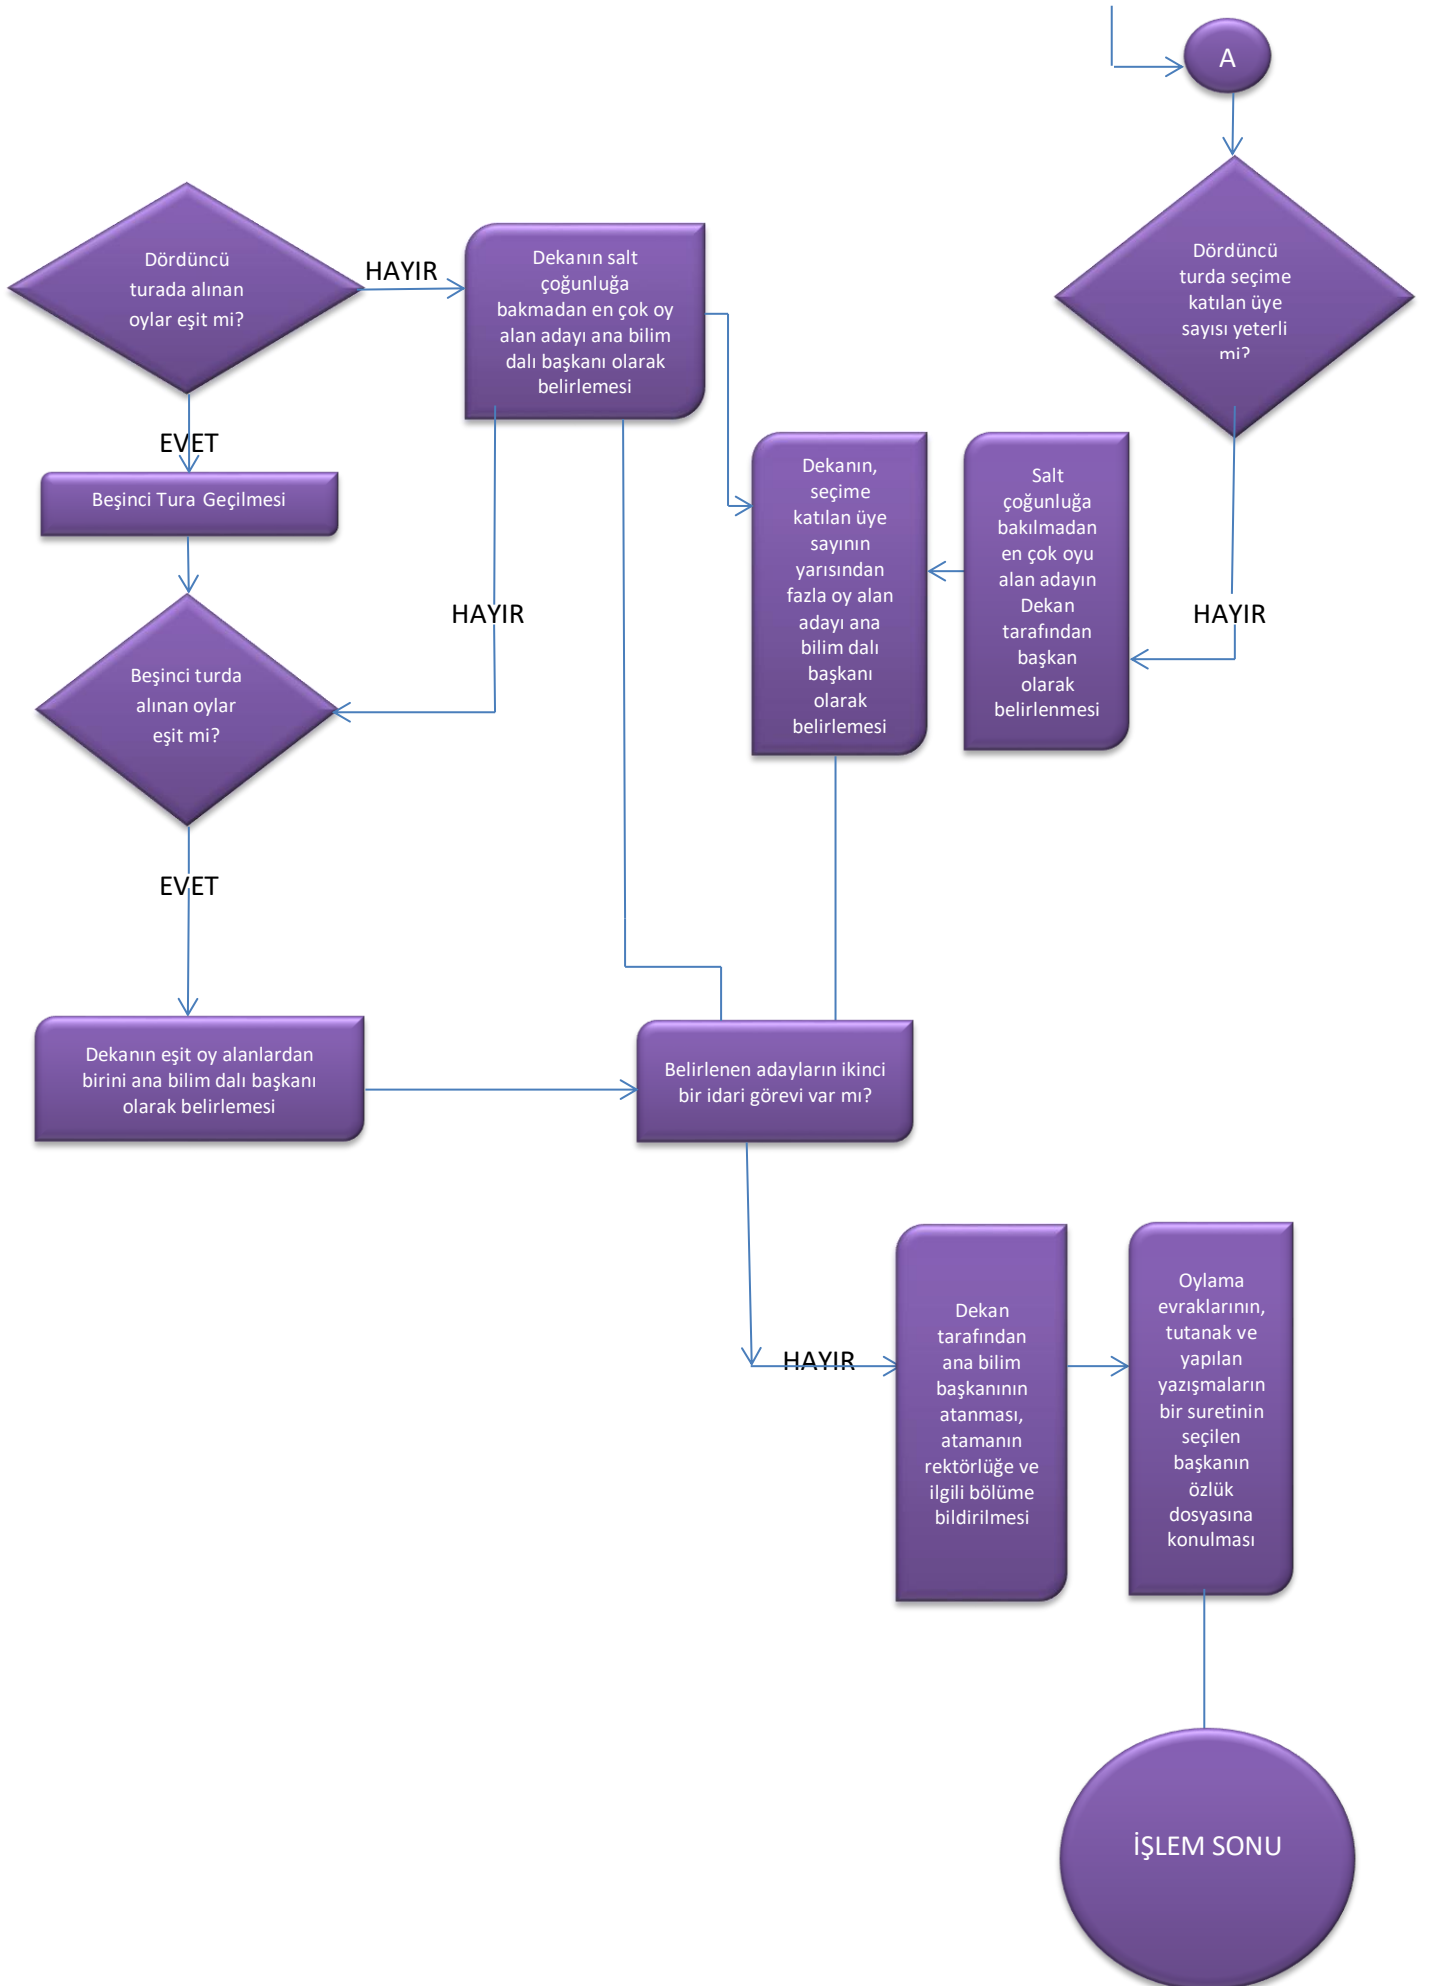 A
Dördüncü
turda seçime
katılan üye
sayısı yeterli
mi?
Dördüncü
turada alınan
oylar eşit mi?
HAYIR
Dekanın salt
çoğunluğa
bakmadan en çok oy
alan adayı ana bilim
dalı başkanı olarak
belirlemesi
EVET
Beşinci Tura Geçilmesi
Dekanın,
seçime
katılan üye
sayının
yarısından
fazla oy alan
adayı ana
bilim dalı
başkanı
olarak
belirlemesi
Salt
çoğunluğa
bakılmadan
en çok oyu
alan adayın
Dekan
tarafından
başkan
olarak
belirlenmesi
HAYIR
HAYIR
Beşinci turda
alınan oylar
eşit mi?
EVET
Dekanın eşit oy alanlardan
birini ana bilim dalı başkanı
olarak belirlemesi
Belirlenen adayların ikinci
bir idari görevi var mı?
HAYIR
Dekan
tarafından
ana bilim
başkanının
atanması,
atamanın
rektörlüğe ve
ilgili bölüme
bildirilmesi
Oylama
evraklarının,
tutanak ve
yapılan
yazışmaların
bir suretinin
seçilen
başkanın
özlük
dosyasına
konulması
İŞLEM SONU